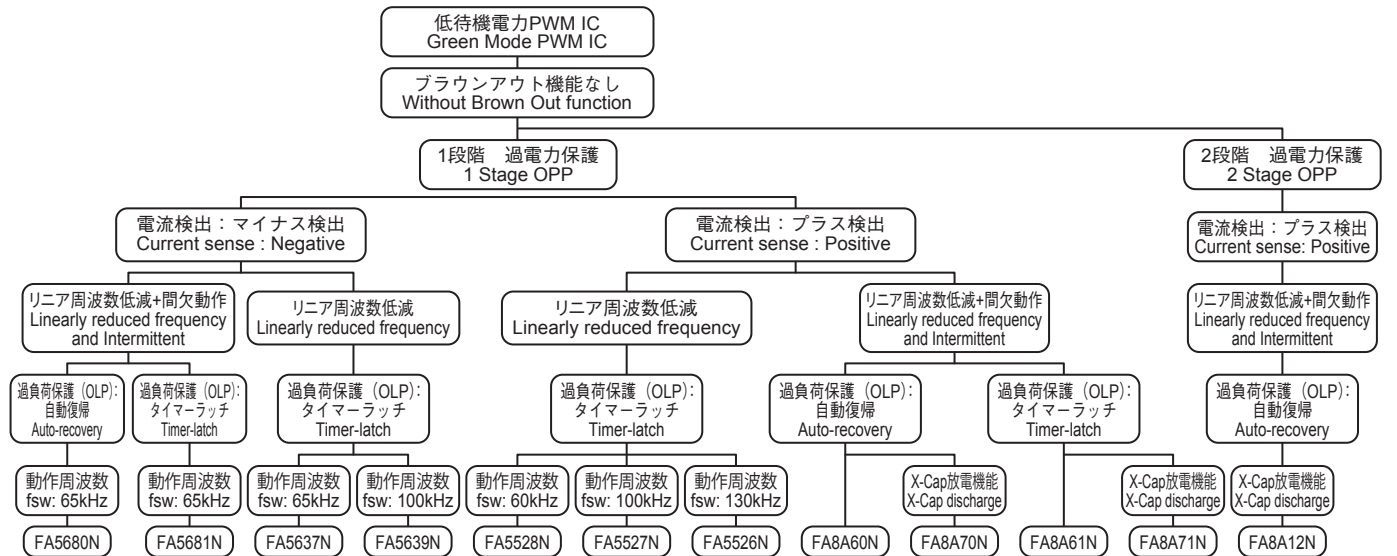 低待機電力PWM IC
Green Mode PWM IC
ブラウンアウト機能なし
Without Brown Out function
1段階　過電力保護
1 Stage OPP
2段階　過電力保護
2 Stage OPP
電流検出：マイナス検出
Current sense : Negative
電流検出：プラス検出
Current sense : Positive
電流検出：プラス検出
Current sense: Positive
リニア周波数低減+間欠動作
Linearly reduced frequency
and Intermittent
リニア周波数低減
Linearly reduced frequency
リニア周波数低減
Linearly reduced frequency
リニア周波数低減+間欠動作
Linearly reduced frequency
and Intermittent
リニア周波数低減+間欠動作
Linearly reduced frequency
and Intermittent
過負荷保護（OLP）：
自動復帰
Auto-recovery
過負荷保護（OLP）：
タイマーラッチ
Timer-latch
過負荷保護（OLP）：
タイマーラッチ
Timer-latch
過負荷保護（OLP）：
タイマーラッチ
Timer-latch
過負荷保護（OLP）：
自動復帰
Auto-recovery
過負荷保護（OLP）：
タイマーラッチ
Timer-latch
過負荷保護（OLP）：
自動復帰
Auto-recovery
動作周波数
fsw: 65kHz
動作周波数
fsw: 65kHz
動作周波数
fsw: 65kHz
動作周波数
fsw: 100kHz
動作周波数
fsw: 60kHz
動作周波数
fsw: 100kHz
動作周波数
fsw: 130kHz
X-Cap放電機能
X-Cap discharge
X-Cap放電機能
X-Cap discharge
X-Cap放電機能
X-Cap discharge
FA5680N
FA5681N
FA5637N
FA5639N
FA5528N
FA5527N
FA5526N
FA8A60N
FA8A70N
FA8A61N
FA8A71N
FA8A12N